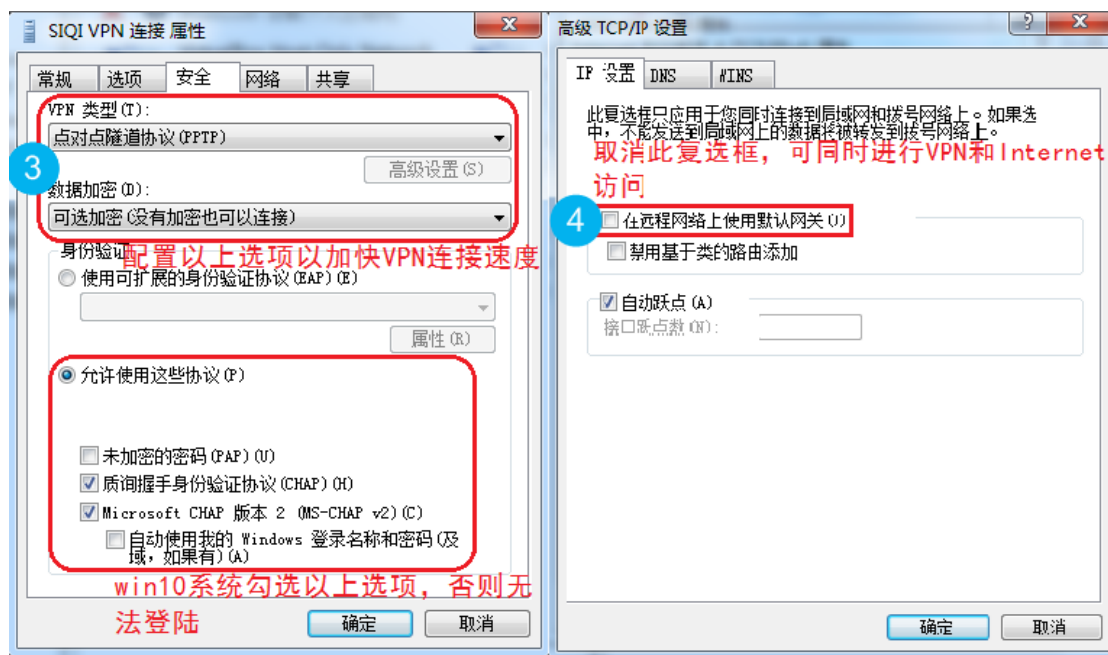 SIQI VPN 连接 属性
常规 选项 安全 网络 共享
VPN 类型(T):
点对点隧道协议(PPTP)
3
高级设置(S)
数据加密(D):
可选加密(没有加密也可以连接)
身份验证
配置以上选项以加快VPN连接速度
使用可扩展的身份验证协议(EAP)(E)
属性(R)
允许使用这些协议(P)
未加密的密码(PAP)(U)
质询握手身份验证协议(CHAP)(H)
Microsoft CHAP 版本 2 (MS-CHAP v2)(C)
自动使用我的 Windows 登录名称和密码(及
域，如果有)(A)
win10系统勾选以上选项，否则无
法登陆
确定 取消
高级 TCP/IP 设置
IP 设置 DNS WINS
此复选框只应用于您同时连接到局域网和拨号网络上。如果选
中，不能发送到局域网上的数据将被转发到拨号网络上。
取消此复选框，可同时进行VPN和Internet
访问
4
在远程网络上使用默认网关(U)
禁用基于类的路由添加
自动跃点(A)
接口跃点数(N):
确定 取消